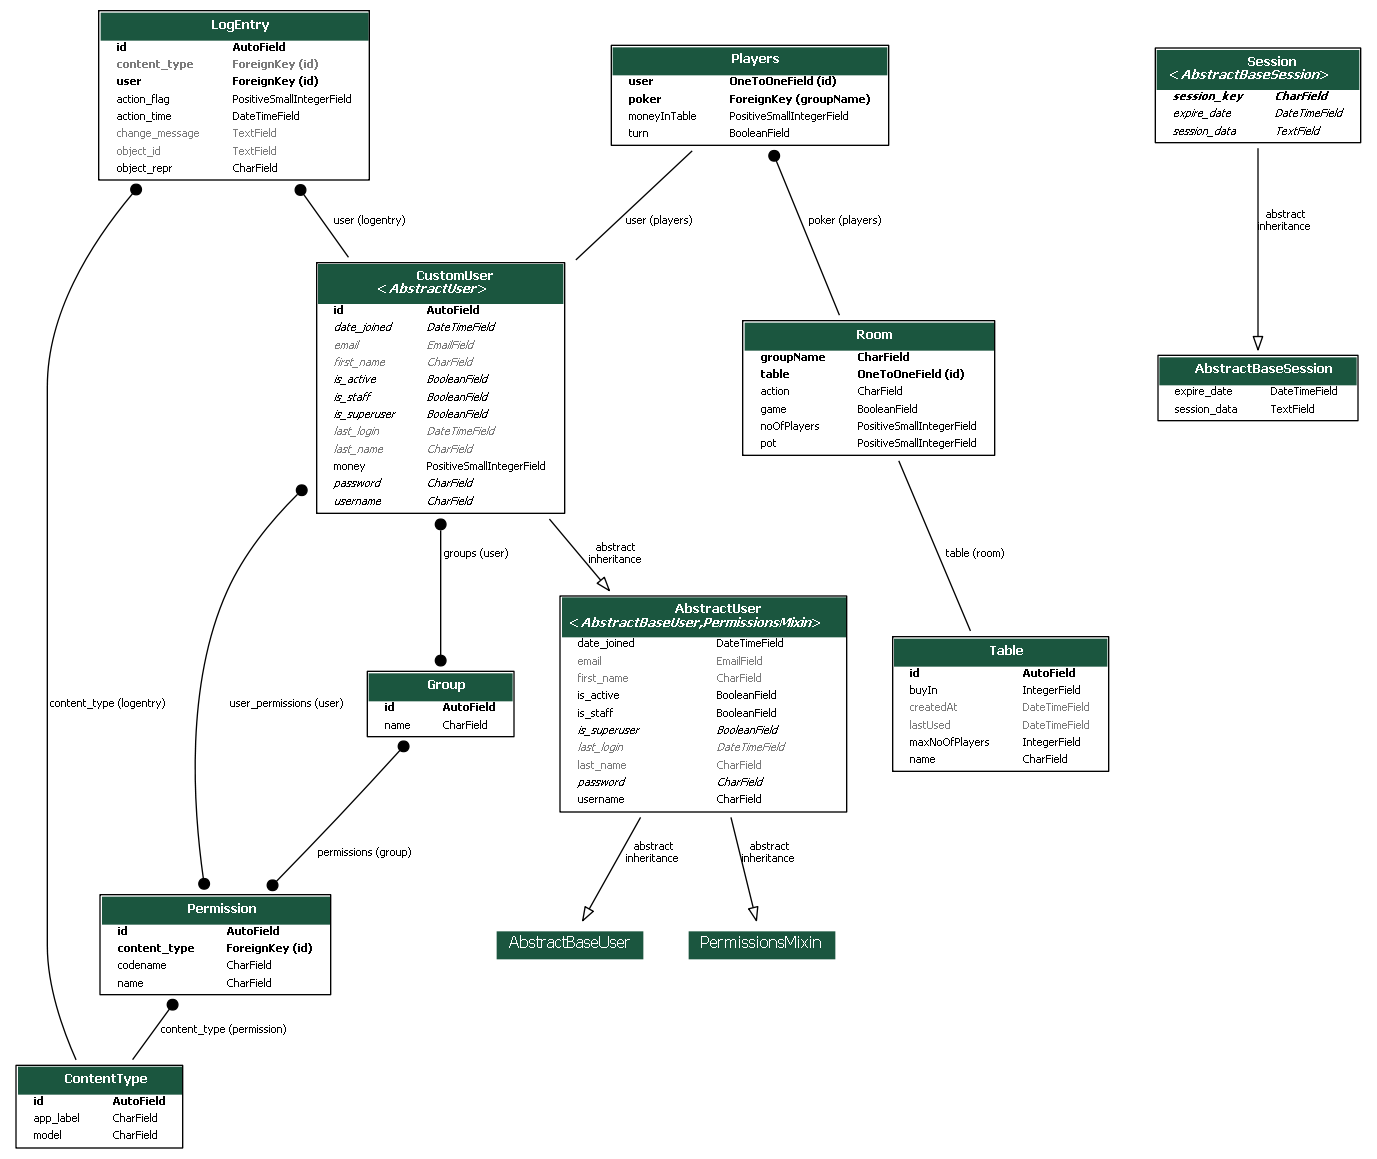 LogEntry
id AutoField
content_type ForeignKey (id)
user ForeignKey (id)
action_flag PositiveSmallIntegerField
action_time DateTimeField
change_message TextField
object_id TextField
object_repr CharField
Players
user OneToOneField (id)
poker ForeignKey (groupName)
moneyInTable PositiveSmallIntegerField
turn BooleanField
Session
<AbstractBaseSession>
session_key CharField
expire_date DateTimeField
session_data TextField
user (logentry)
user (players)
poker (players)
abstract
inheritance
CustomUser
<AbstractUser>
id AutoField
date_joined DateTimeField
email EmailField
first_name CharField
is_active BooleanField
is_staff BooleanField
is_superuser BooleanField
last_login DateTimeField
last_name CharField
money PositiveSmallIntegerField
password CharField
username CharField
Room
groupName CharField
table OneToOneField (id)
action CharField
game BooleanField
noOfPlayers PositiveSmallIntegerField
pot PositiveSmallIntegerField
AbstractBaseSession
expire_date DateTimeField
session_data TextField
groups (user)
abstract
inheritance
table (room)
AbstractUser
<AbstractBaseUser,PermissionsMixin>
date_joined DateTimeField
email EmailField
first_name CharField
is_active BooleanField
is_staff BooleanField
is_superuser BooleanField
last_login DateTimeField
last_name CharField
password CharField
username CharField
Table
id AutoField
buyIn IntegerField
createdAt DateTimeField
lastUsed DateTimeField
maxNoOfPlayers IntegerField
name CharField
Group
id AutoField
name CharField
content_type (logentry)
user_permissions (user)
permissions (group)
abstract
inheritance
abstract
inheritance
Permission
id AutoField
content_type ForeignKey (id)
codename CharField
name CharField
AbstractBaseUser
PermissionsMixin
content_type (permission)
ContentType
id AutoField
app_label CharField
model CharField